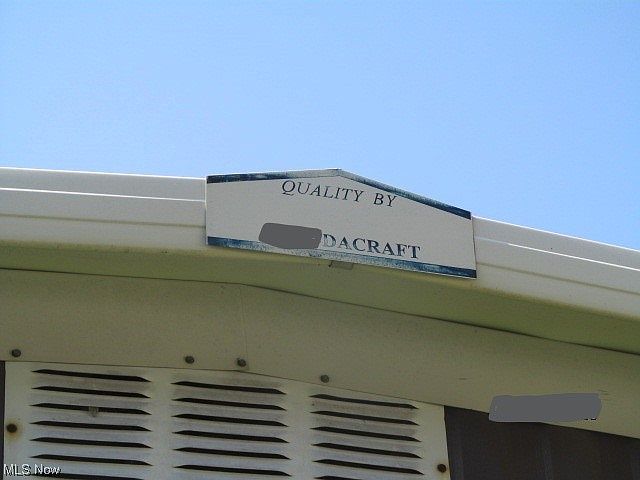 QUALITY BY
DACRAFT
MLS Now